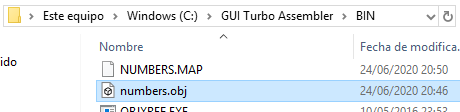 Este equipo > Windows (C:) > GUI Turbo Assembler > BIN
Nombre Fecha de modifica...
ido NUMBERS.MAP 24/06/2020 20:50
numbers.obj 24/06/2020 20:46